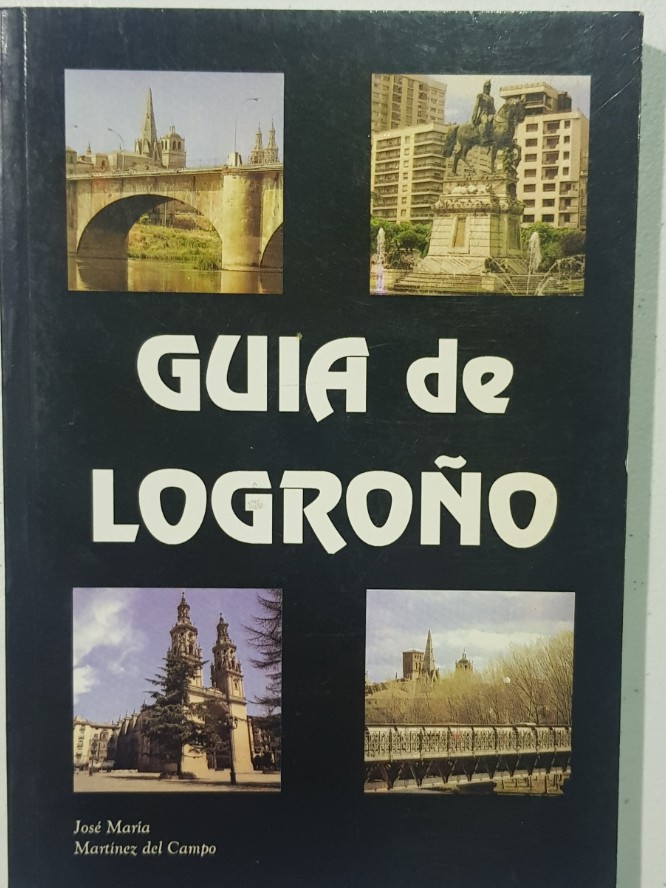 GUIA de
LOGROÑO
José María
Martínez del Campo